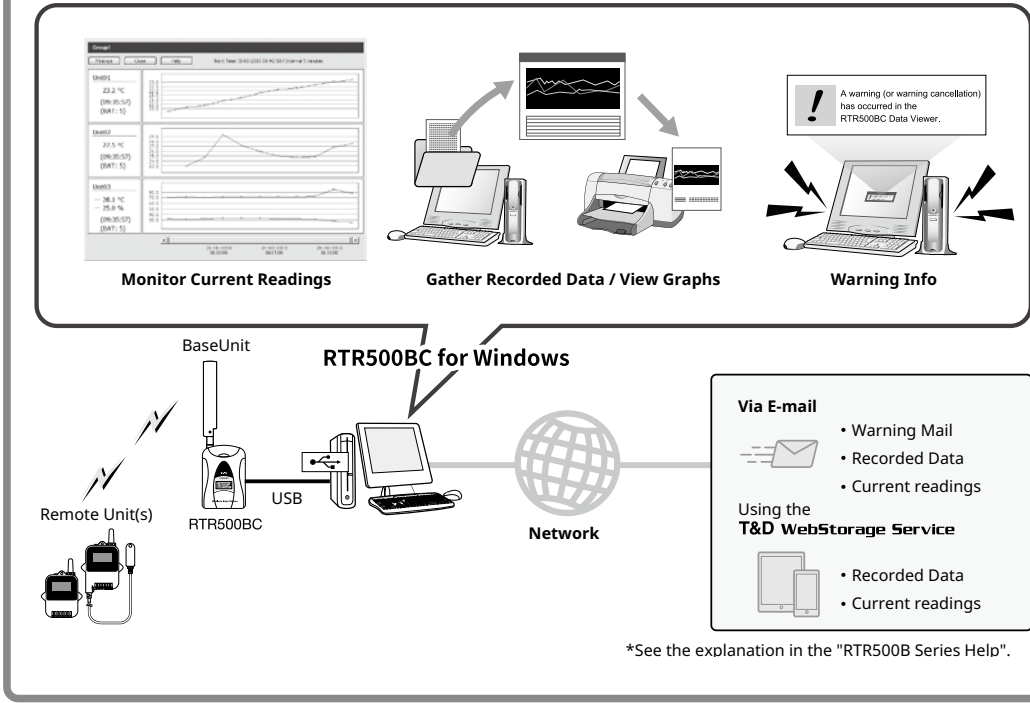 Group1
Close
Help
Unit01
23.2 °C
(09:35:57)
(BAT: 5)
Unit02
27.5 °C
(09:35:57)
(BAT: 5)
Unit03
28.1 °C
25.0 %
(09:35:57)
(BAT: 5)
Monitor Current Readings
Gather Recorded Data / View Graphs
A warning (or warning cancellation)
has occurred in the
RTR500BC Data Viewer.
Warning Info
RTR500BC for Windows
BaseUnit
USB
RTR500BC
Remote Unit(s)
Network
Via E-mail
• Warning Mail
• Recorded Data
• Current readings
Using the
T&D WebStorage Service
• Recorded Data
• Current readings
*See the explanation in the "RTR500B Series Help".